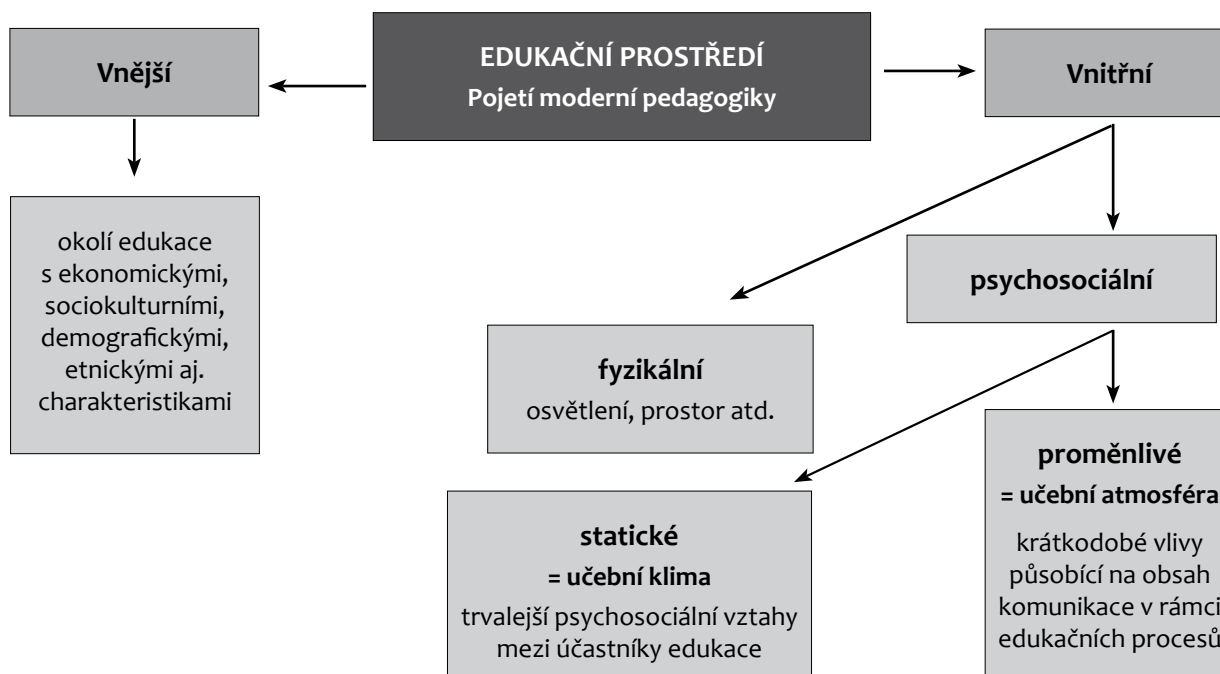 EDUKAČNÍ PROSTŘEDÍ
Pojetí moderní pedagogiky
Vnější
okolí edukace
s ekonomickými,
sociokulturními,
demografickými,
etnickými aj.
charakteristikami
Vnitřní
fyzikální
osvětlení, prostor atd.
psychosociální
statické
= učební klima
trvalejší psychosociální vztahy
mezi účastníky edukace
proměnlivé
= učební atmosféra
krátkodobé vlivy
působící na obsah
komunikace v rámci
edukačních procesů